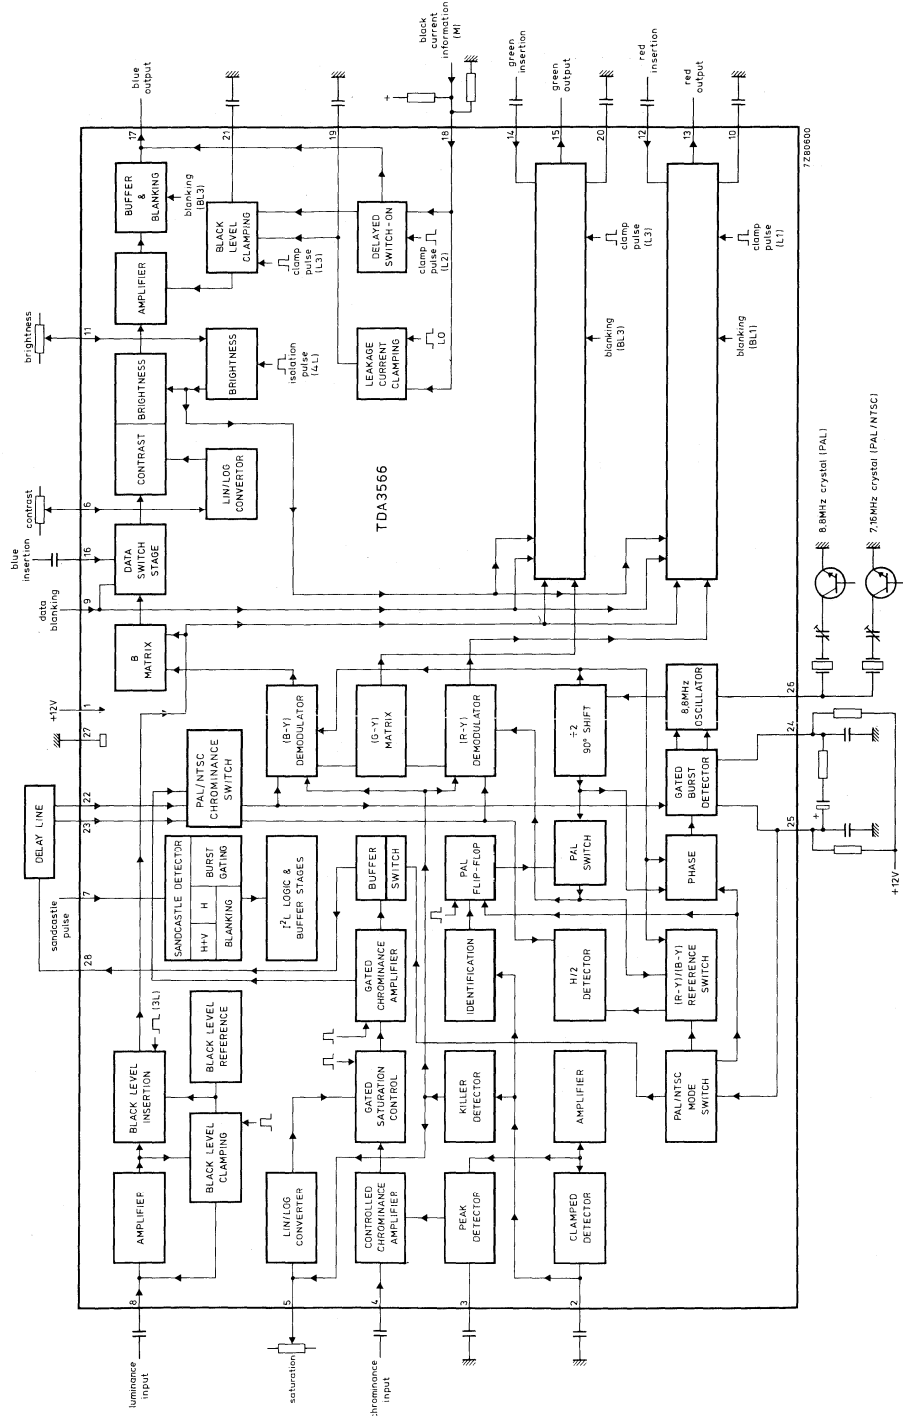 luminance
input
8
AMPLIFIER
BLACK LEVEL
INSERTION
(3L)
BLACK LEVEL
CLAMPING
BLACK LEVEL
REFERENCE
saturation
5
LIN/LOG
CONVERTER
chrominance
input
4
CONTROLLED
CHROMINANCE
AMPLIFIER
GATED
SATURATION
CONTROL
GATED
CHROMINANCE
AMPLIFIER
BUFFER
SWITCH
3
PEAK
DETECTOR
KILLER
DETECTOR
IDENTIFICATION
PAL
FLIP-FLOP
2
CLAMPED
DETECTOR
AMPLIFIER
H/2
DETECTOR
PAL
SWITCH
÷2
90° SHIFT
PAL/NTSC
MODE
SWITCH
(R-Y)/(B-Y)
REFERENCE
SWITCH
PHASE
GATED
BURST
DETECTOR
8,8MHz
OSCILLATOR
28
sandcastle
pulse
7
SANDCASTLE DETECTOR
H+V
H
BURST
GATING
BLANKING
I²L LOGIC &
BUFFER STAGES
DELAY LINE
23
22
PAL/NTSC
CHROMINANCE
SWITCH
27
+12V
1
(B-Y)
DEMODULATOR
(G-Y)
MATRIX
(R-Y)
DEMODULATOR
B
MATRIX
data
blanking
9
blue
insertion
16
DATA
SWITCH
STAGE
contrast
6
CONTRAST
BRIGHTNESS
LIN/LOG
CONVERTOR
brightness
11
BRIGHTNESS
isolation
pulse
(4L)
AMPLIFIER
BUFFER
&
BLANKING
blanking
(BL3)
17
blue
output
BLACK
LEVEL
CLAMPING
clamp
pulse
(L3)
21
19
LEAKAGE
CURRENT
CLAMPING
L0
DELAYED
SWITCH-ON
clamp
pulse
(L2)
18
black
current
information
(M)
+
TDA3566
14
green
insertion
15
green
output
20
clamp
pulse
(L3)
blanking
(BL3)
12
red
insertion
13
red
output
10
clamp
pulse
(L1)
blanking
(BL1)
7Z80600
25
24
26
+
+12V
8,8MHz crystal (PAL)
7,16MHz crystal (PAL/NTSC)